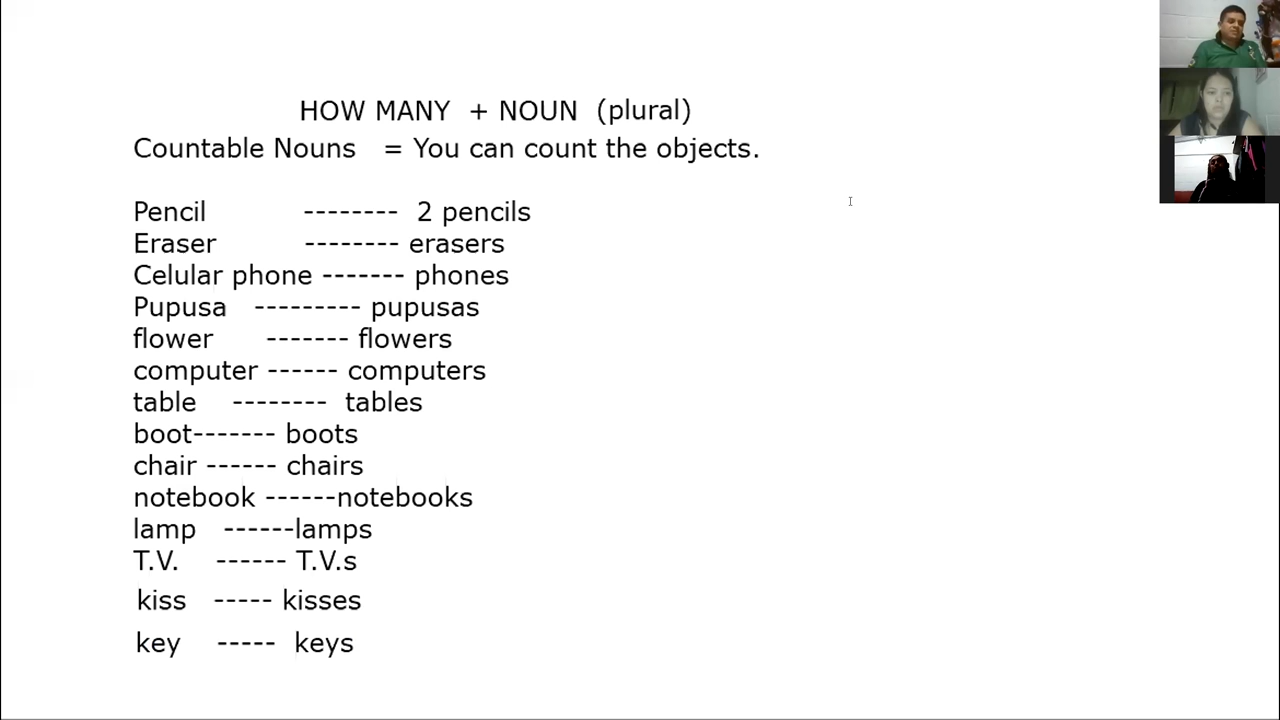 HOW MANY + NOUN (plural)
Countable Nouns = You can count the objects.
Pencil -------- 2 pencils
Eraser -------- erasers
Celular phone ------- phones
Pupusa --------- pupusas
flower ------- flowers
computer ------ computers
table -------- tables
boot------- boots
chair ------ chairs
notebook ------notebooks
lamp ------lamps
T.V. ------ T.V.s
kiss ----- kisses
key ----- keys